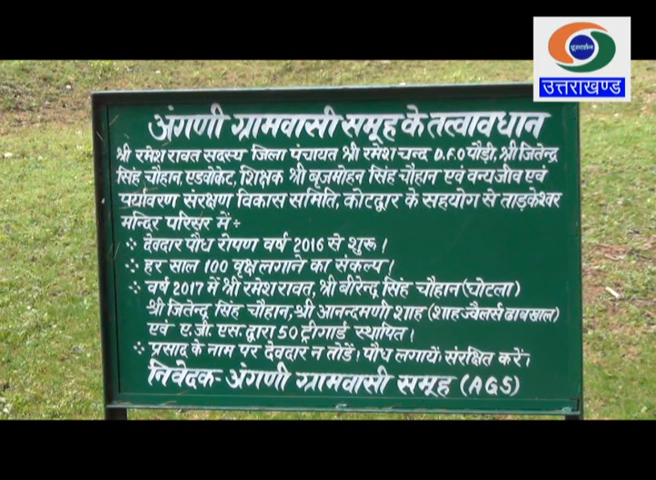 दूरदर्शन
उत्तराखण्ड
अंगणी ग्रामवासी समूह के तत्वावधान
श्री रमेश रावत सदस्य जिला पंचायत श्री रमेश चन्द D.F.O पौड़ी, श्री जितेन्द्र
सिंह चौहान, एडवोकेट, शिक्षक श्री बृजमोहन सिंह चौहान एवं वन्य जीव एवं
पर्यावरण संरक्षण विकास समिति, कोटद्वार के सहयोग से ताड़केश्वर
मन्दिर परिसर में ÷
देवदार पौध रोपण वर्ष 2016 से शुरू।
हर साल 100 वृक्ष लगाने का संकल्प।
वर्ष 2017 में श्री रमेश रावत, श्री बीरेन्द्र सिंह चौहान (घोटला)
श्री जितेन्द्र सिंह चौहान, श्री आनन्दमणी शाह (शाह ज्वैलर्स ढाबखाल)
एवं ए.जी. एस द्वारा 50 ट्रीगार्ड स्थापित।
प्रसाद के नाम पर देवदार न तोड़ें। पौध लगायें, संरक्षित करें।
निवेदक- अंगणी ग्रामवासी समूह (AGS)